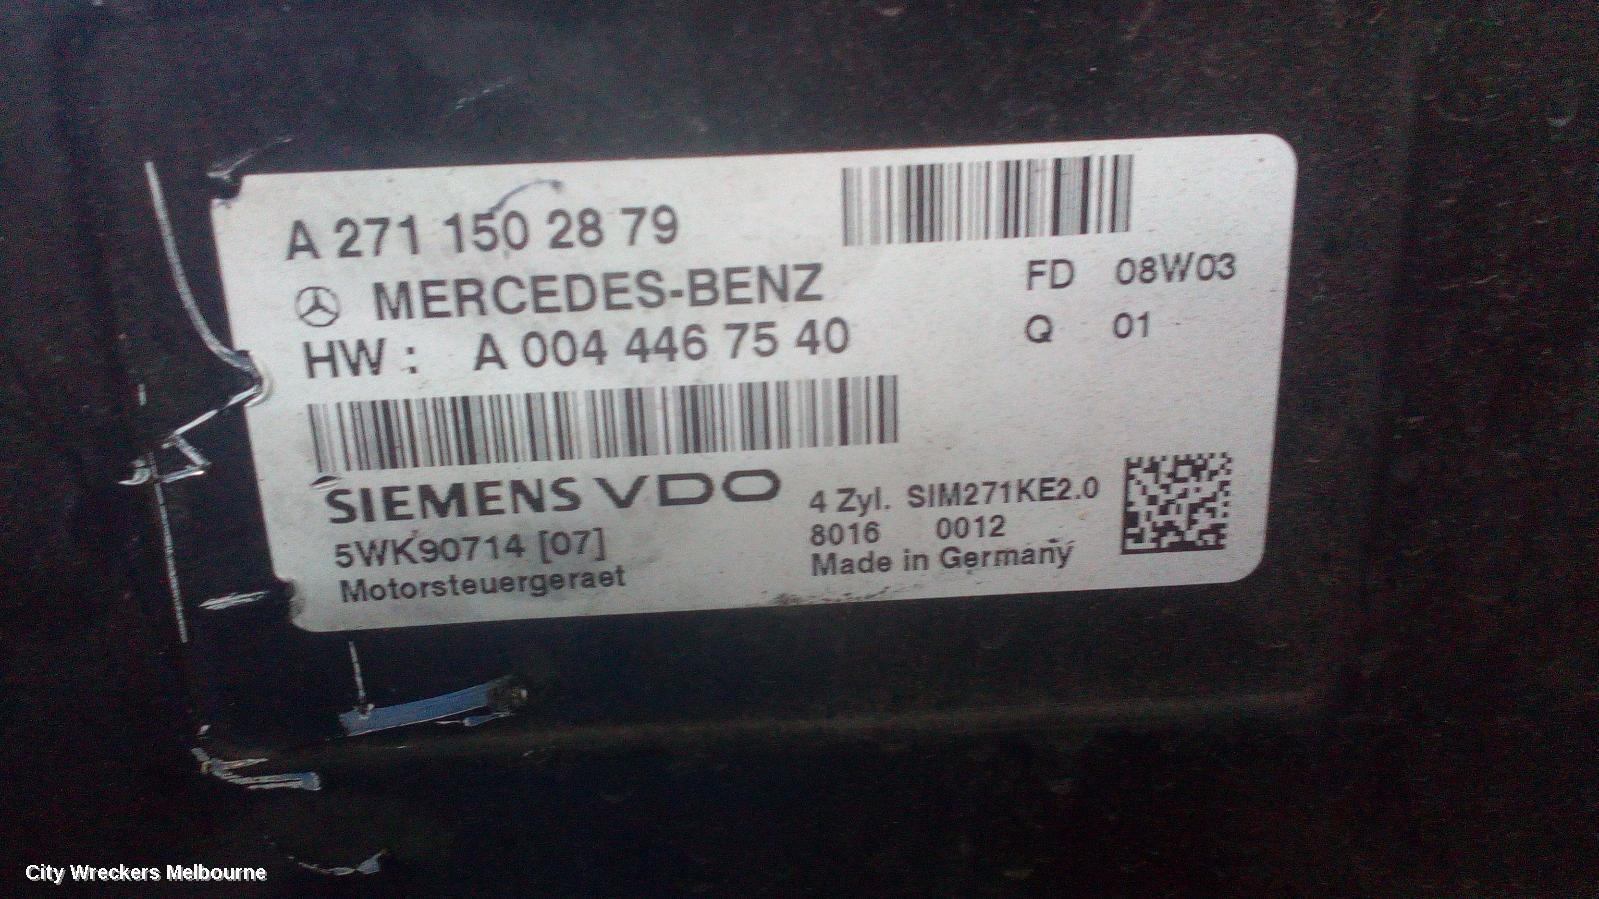 A 271 150 28 79
MERCEDES-BENZ
FD 08W03
HW : A 004 446 75 40
Q 01
SIEMENS VDO
4 Zyl. SIM271KE2.0
5WK90714 [07]
8016 0012
Motorsteuergeraet
Made in Germany
City Wreckers Melbourne